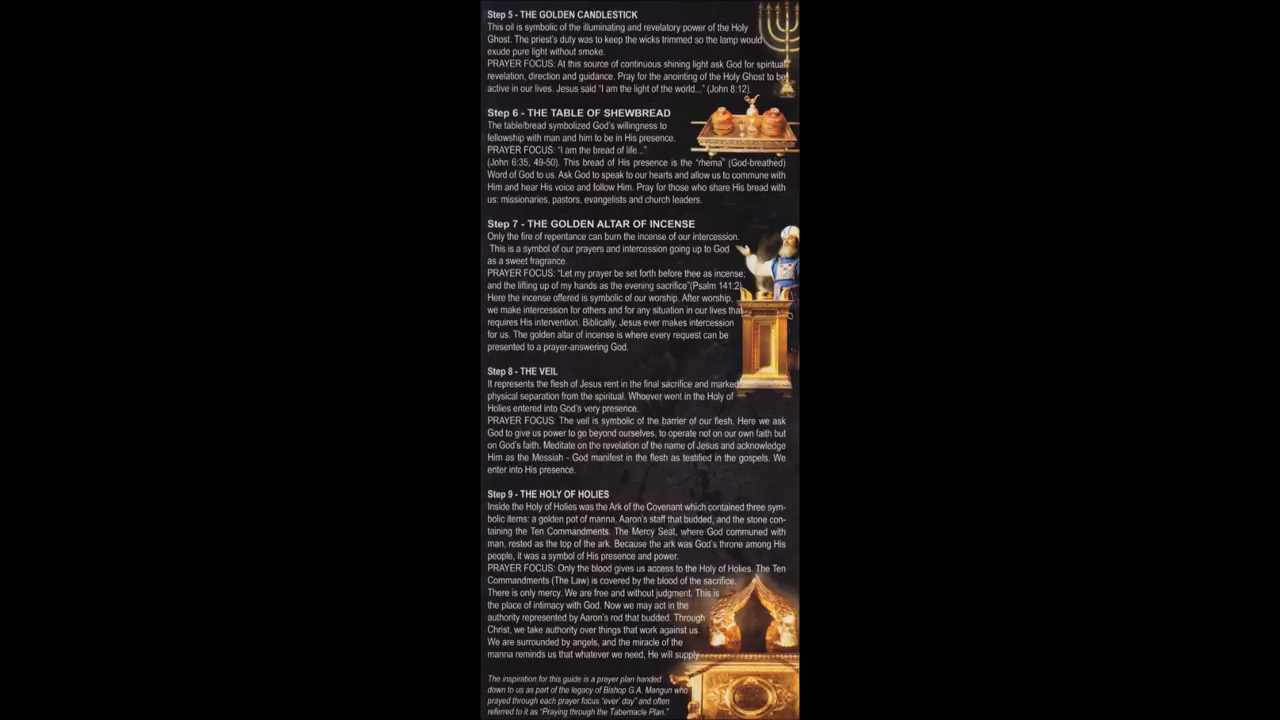 Step 5 - THE GOLDEN CANDLESTICK
This oil is symbolic of the illuminating and revelatory power of the Holy
Ghost. The priest's duty was to keep the wicks trimmed so the lamp would
exude pure light without smoke.
PRAYER FOCUS: At this source of continuous shining light ask God for spiritual
revelation, direction and guidance. Pray for the anointing of the Holy Ghost to be
active in our lives. Jesus said "I am the light of the world..." (John 8:12).
Step 6 - THE TABLE OF SHEWBREAD
The table/bread symbolized God's willingness to
fellowship with man and him to be in His presence.
PRAYER FOCUS: "I am the bread of life..."
(John 6:35, 49-50). This bread of His presence is the "rhema" (God-breathed)
Word of God to us. Ask God to speak to our hearts and allow us to commune with
Him and hear His voice and follow Him. Pray for those who share His bread with
us: missionaries, pastors, evangelists and church leaders.
Step 7 - THE GOLDEN ALTAR OF INCENSE
Only the fire of repentance can burn the incense of our intercession.
This is a symbol of our prayers and intercession going up to God
as a sweet fragrance.
PRAYER FOCUS: "Let my prayer be set forth before thee as incense;
and the lifting up of my hands as the evening sacrifice"(Psalm 141:2)
Here the incense offered is symbolic of our worship. After worship,
we make intercession for others and for any situation in our lives that
requires His intervention. Biblically, Jesus ever makes intercession
for us. The golden altar of incense is where every request can be
presented to a prayer-answering God.
Step 8 - THE VEIL
It represents the flesh of Jesus rent in the final sacrifice and marked
physical separation from the spiritual. Whoever went in the Holy of
Holies entered into God's very presence.
PRAYER FOCUS: The veil is symbolic of the barrier of our flesh. Here we ask
God to give us power to go beyond ourselves, to operate not on our own faith but
on God's faith. Meditate on the revelation of the name of Jesus and acknowledge
Him as the Messiah - God manifest in the flesh as testified in the gospels. We
enter into His presence.
Step 9 - THE HOLY OF HOLIES
Inside the Holy of Holies was the Ark of the Covenant which contained three sym-
bolic items: a golden pot of manna, Aaron's staff that budded, and the stone con-
taining the Ten Commandments. The Mercy Seat, where God communed with
man, rested as the top of the ark. Because the ark was God's throne among His
people, it was a symbol of His presence and power.
PRAYER FOCUS: Only the blood gives us access to the Holy of Holies. The Ten
Commandments (The Law) is covered by the blood of the sacrifice.
There is only mercy. We are free and without judgment. This is
the place of intimacy with God. Now we may act in the
authority represented by Aaron's rod that budded. Through
Christ, we take authority over things that work against us.
We are surrounded by angels, and the miracle of the
manna reminds us that whatever we need, He will supply.
The inspiration for this guide is a prayer plan handed
down to us as part of the legacy of Bishop G.A. Mangun who
prayed through each prayer focus "ever' day" and often
referred to it as "Praying through the Tabernacle Plan."